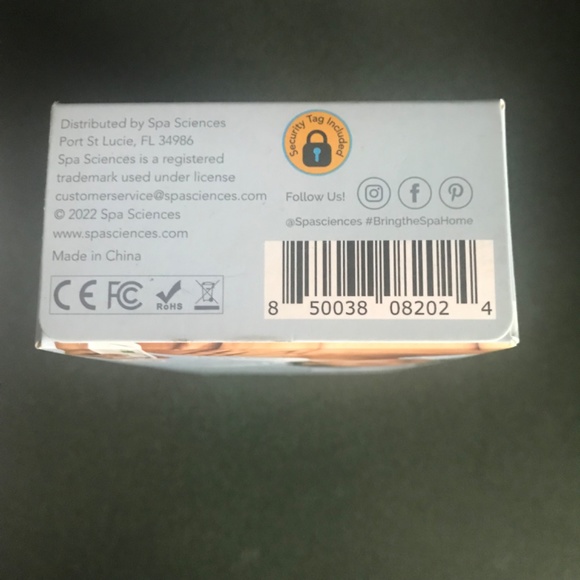 Distributed by Spa Sciences
Port St Lucie, FL 34986
Spa Sciences is a registered
trademark used under license
customerservice@spasciences.com
© 2022 Spa Sciences
www.spasciences.com
Made in China
CE FC RoHS
Security Tag Included
Follow Us!
@Spasciences #BringtheSpaHome
8 50038 08202 4